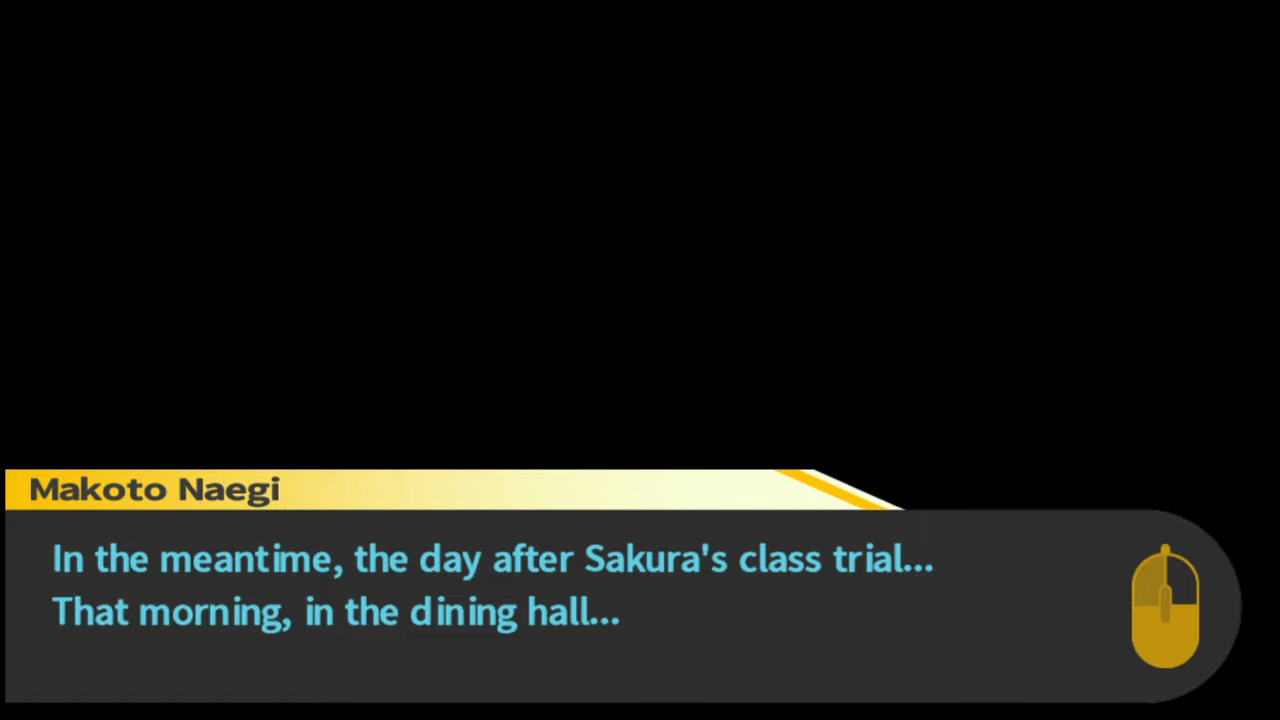 Makoto Naegi
In the meantime, the day after Sakura's class trial...
That morning, in the dining hall...